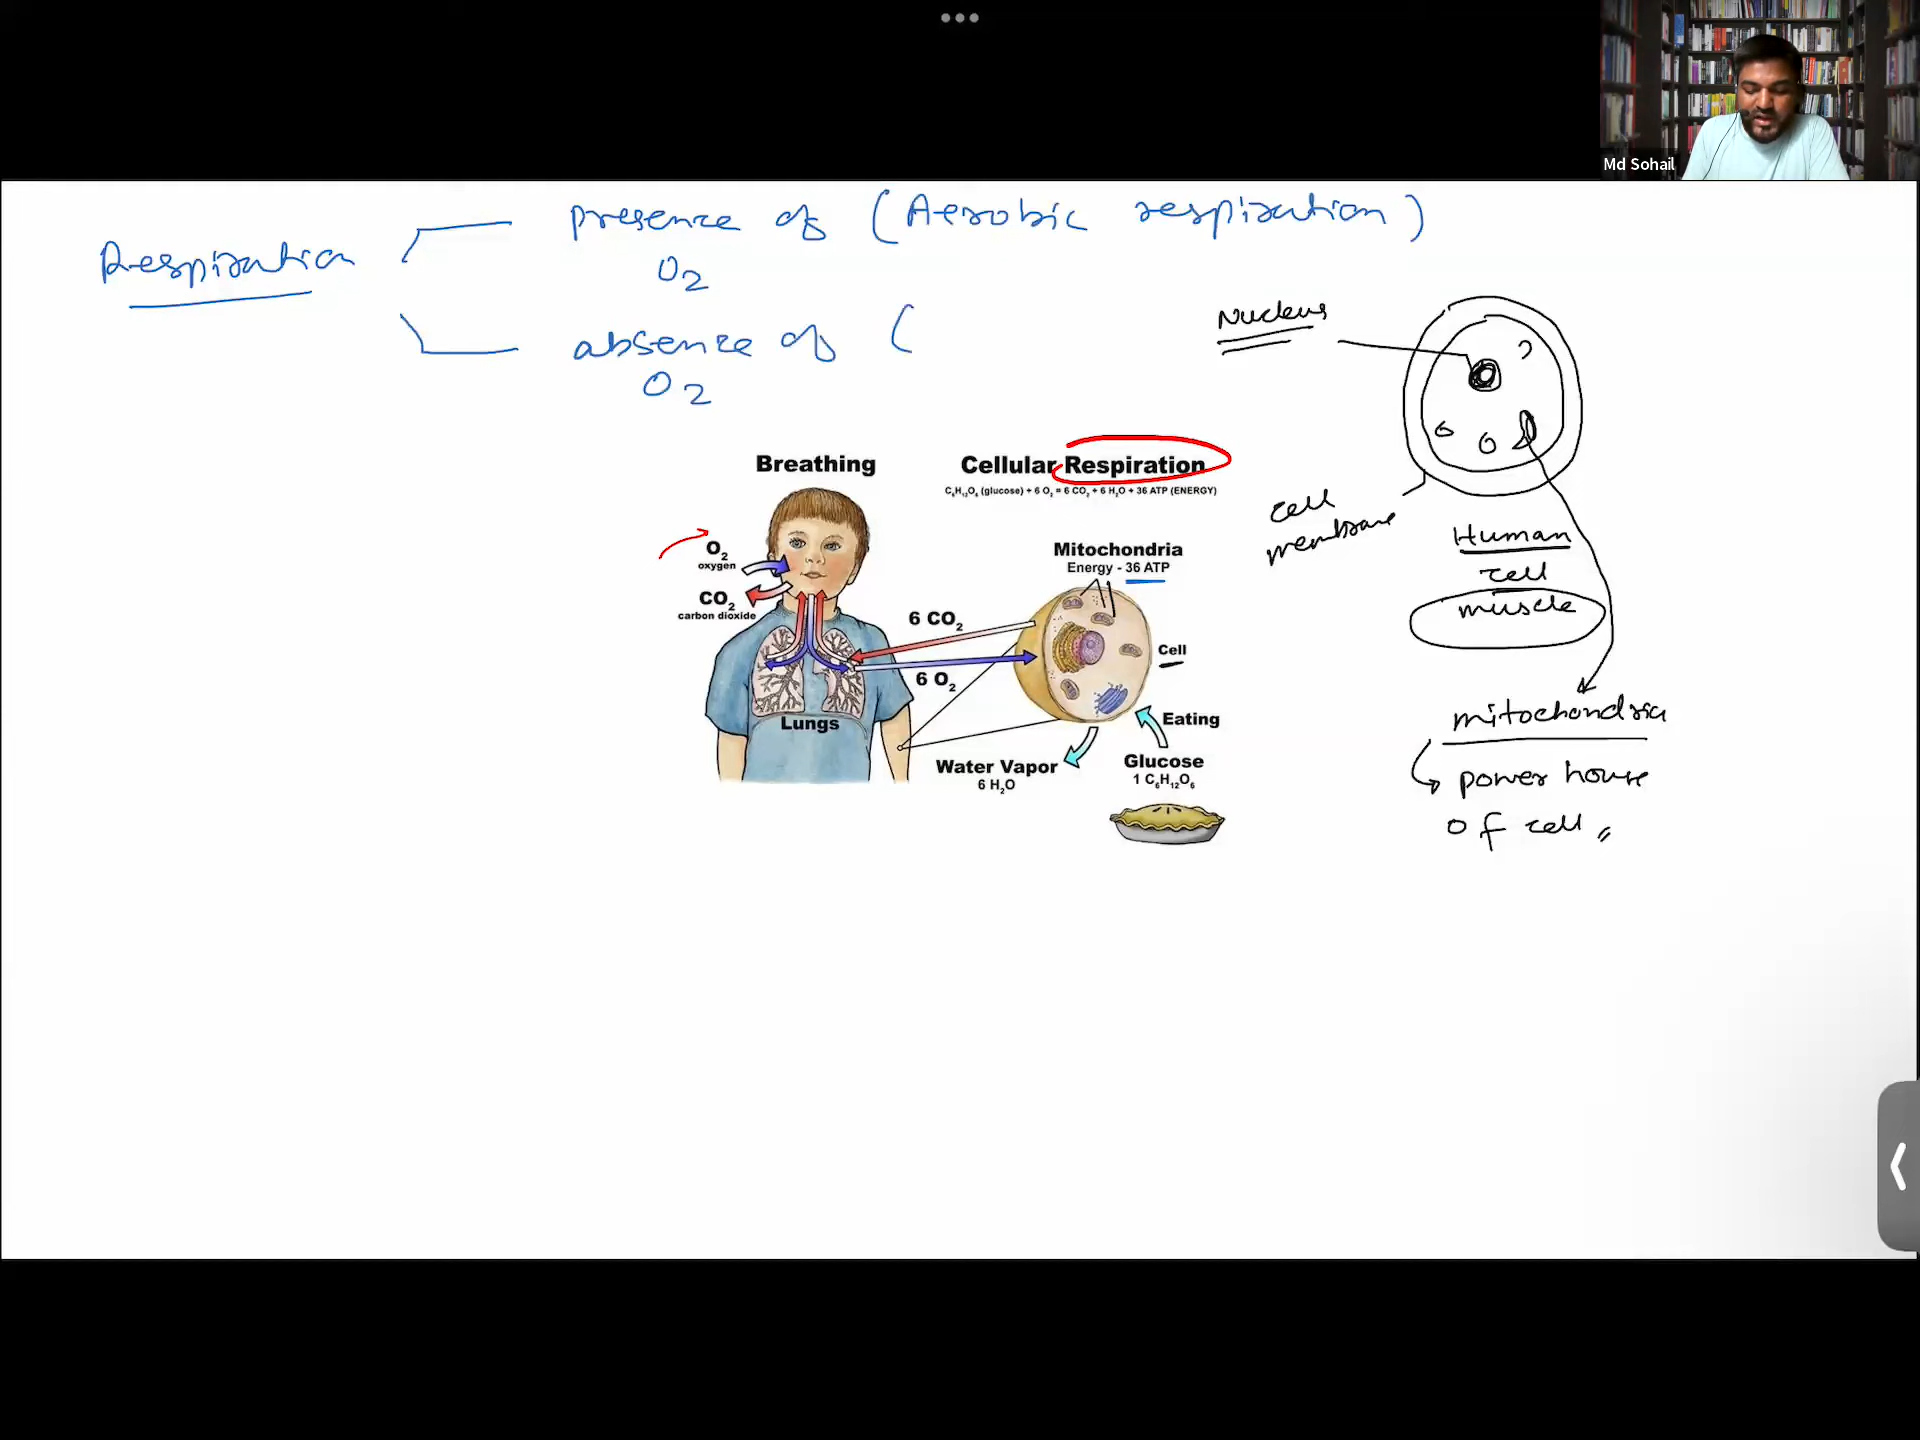 Md Sohail
Respiration
presence of (Aerobic respiration)
O2
absence of (
O2
Nucleus
cell
membrane
Human
cell
muscle
mitochondria
power house
of cell
Breathing
Cellular Respiration
C₆H₁₂O₆ (glucose) + 6 O₂ = 6 CO₂ + 6 H₂O + 36 ATP (ENERGY)
O₂
oxygen
CO₂
carbon dioxide
Mitochondria
Energy - 36 ATP
6 CO₂
6 O₂
Cell
Lungs
Eating
Water Vapor
6 H₂O
Glucose
1 C₆H₁₂O₆